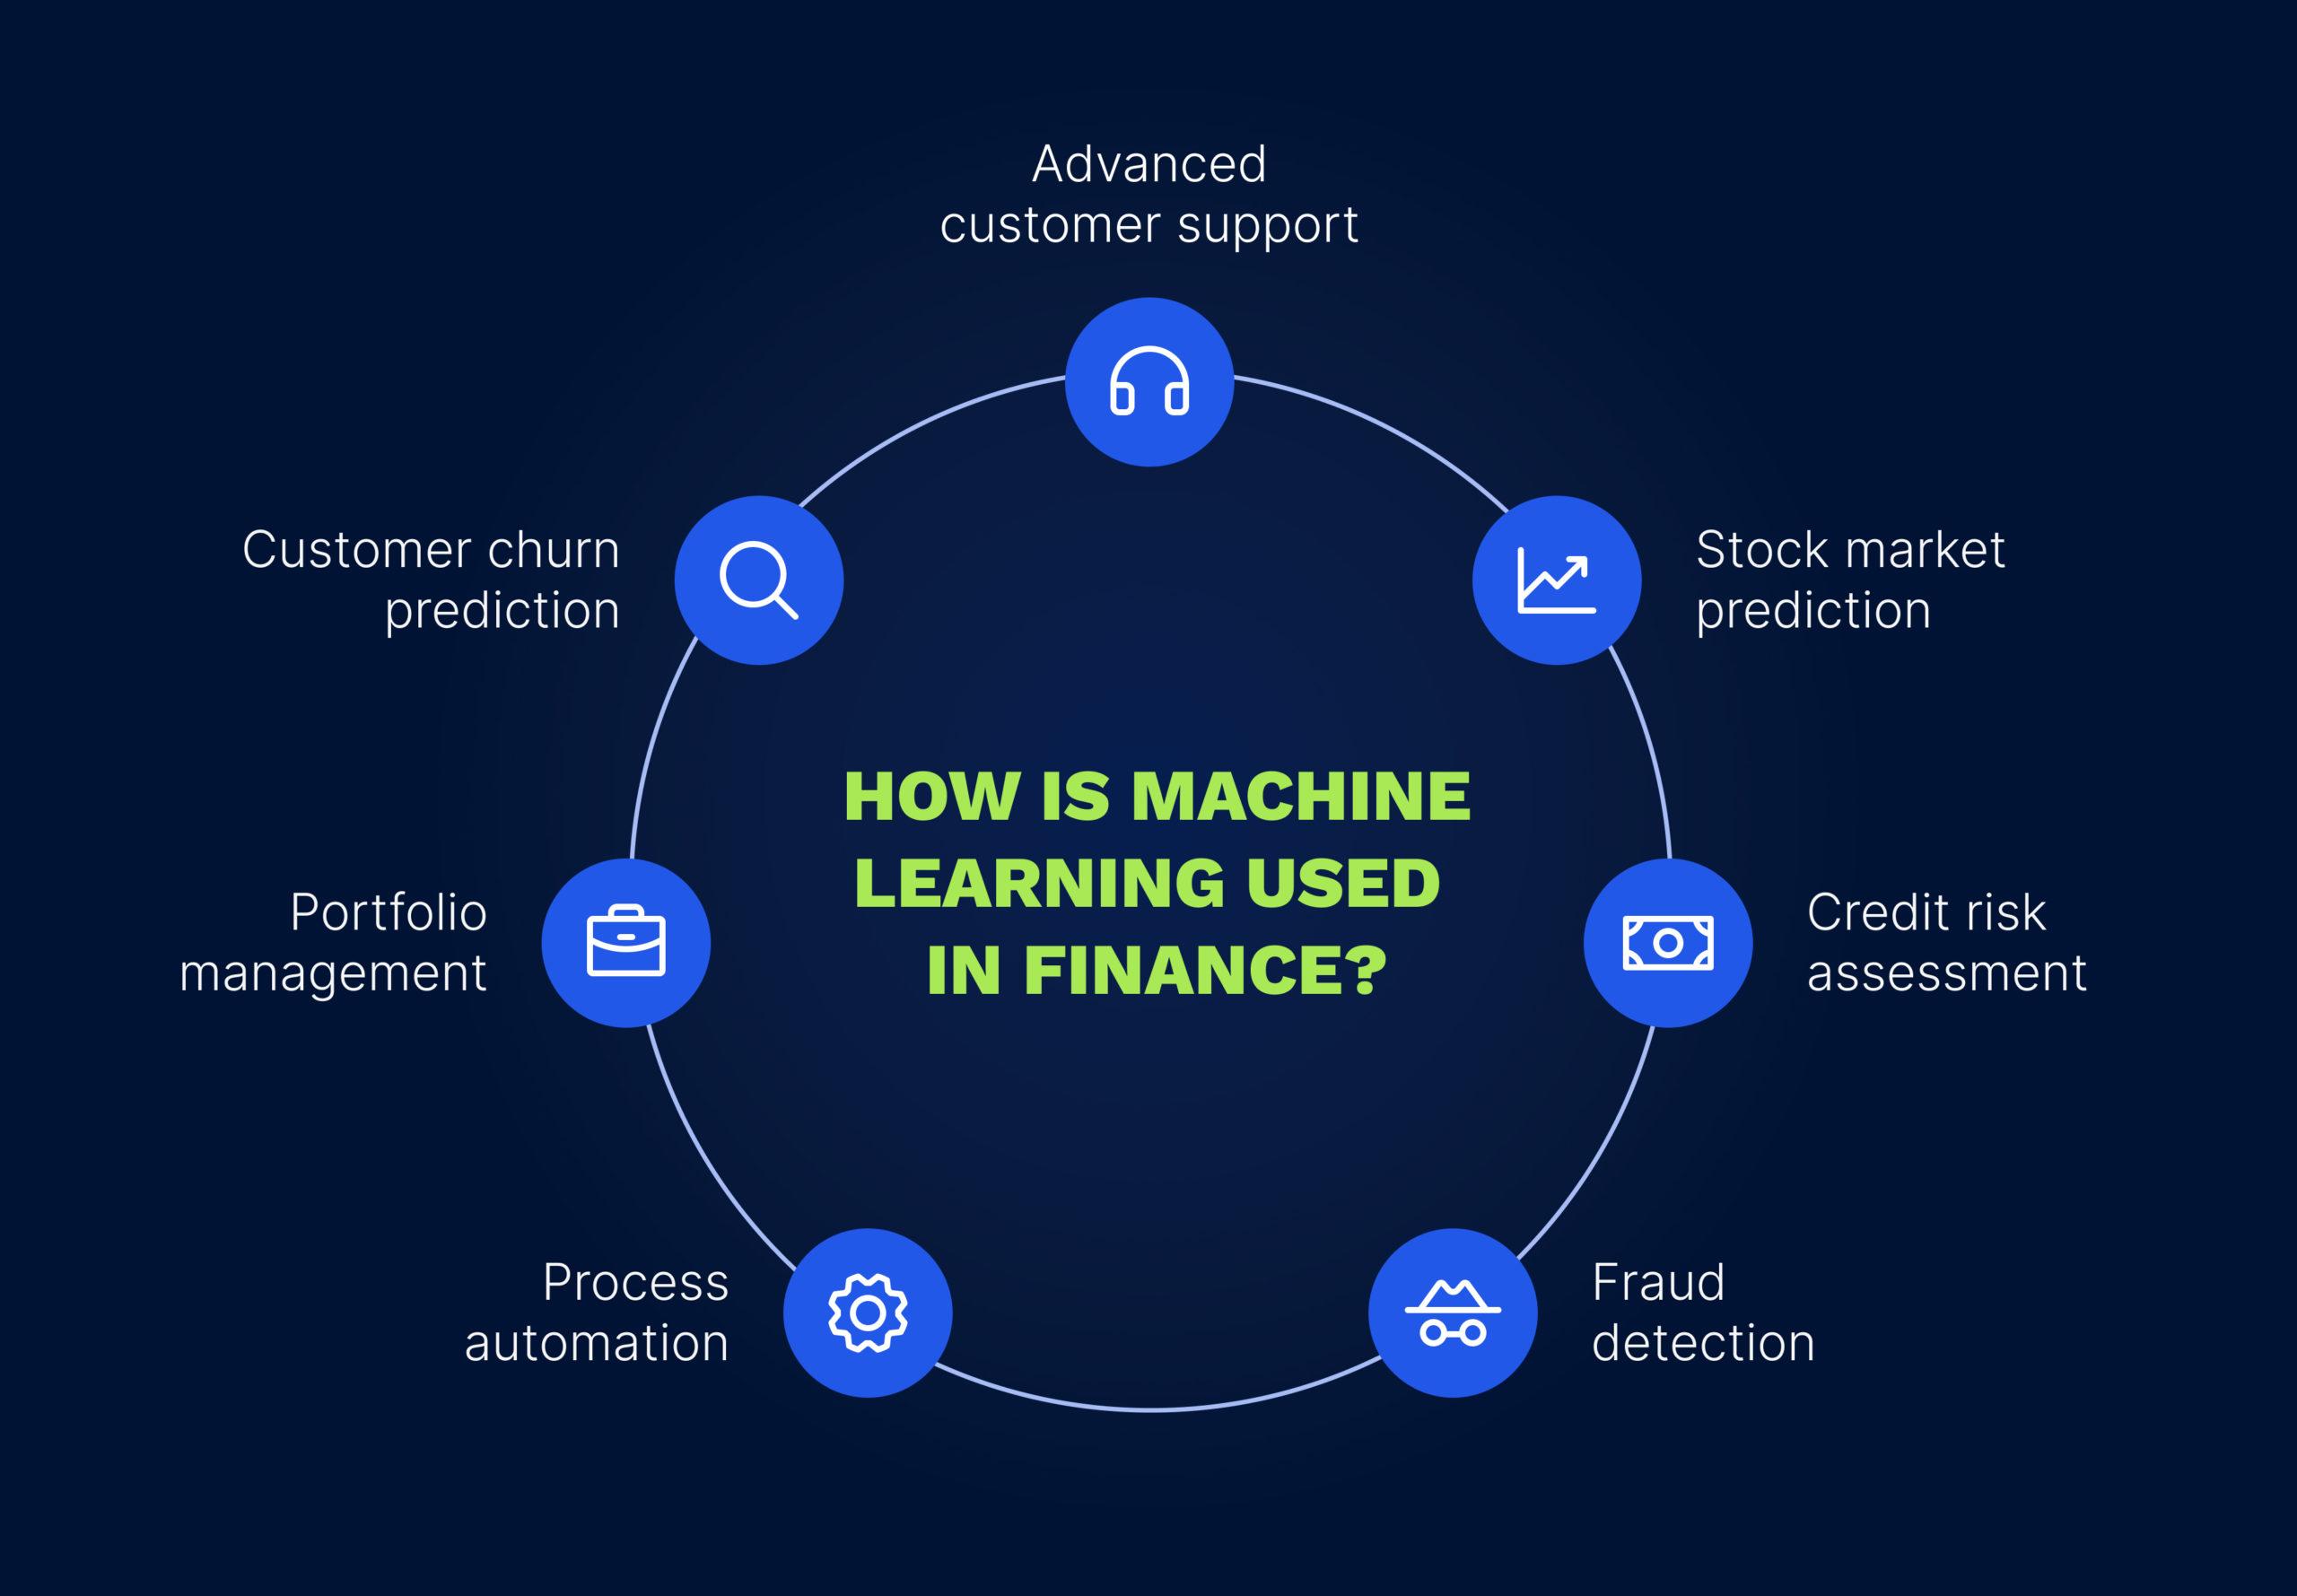 Advanced
customer support
Customer churn
prediction
Stock market
prediction
HOW IS MACHINE
LEARNING USED
IN FINANCE?
Portfolio
management
Credit risk
assessment
Process
automation
Fraud
detection